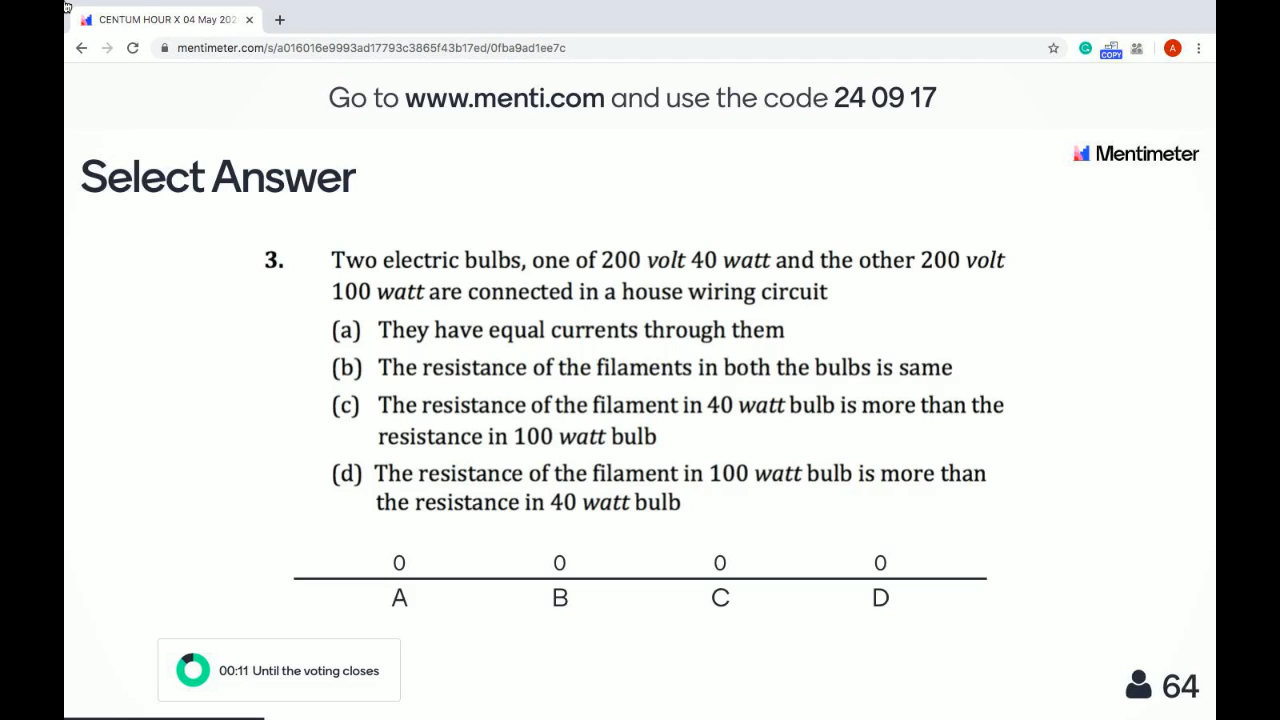 CENTUM HOUR X 04 May 202
mentimeter.com/s/a016016e9993ad17793c3865f43b17ed/0fba9ad1ee7c
COPY
A
Go to www.menti.com and use the code 24 09 17
Mentimeter
Select Answer
3. Two electric bulbs, one of 200 volt 40 watt and the other 200 volt
100 watt are connected in a house wiring circuit
(a) They have equal currents through them
(b) The resistance of the filaments in both the bulbs is same
(c) The resistance of the filament in 40 watt bulb is more than the
resistance in 100 watt bulb
(d) The resistance of the filament in 100 watt bulb is more than
the resistance in 40 watt bulb
0 0 0 0
A B C D
00:11 Until the voting closes
64